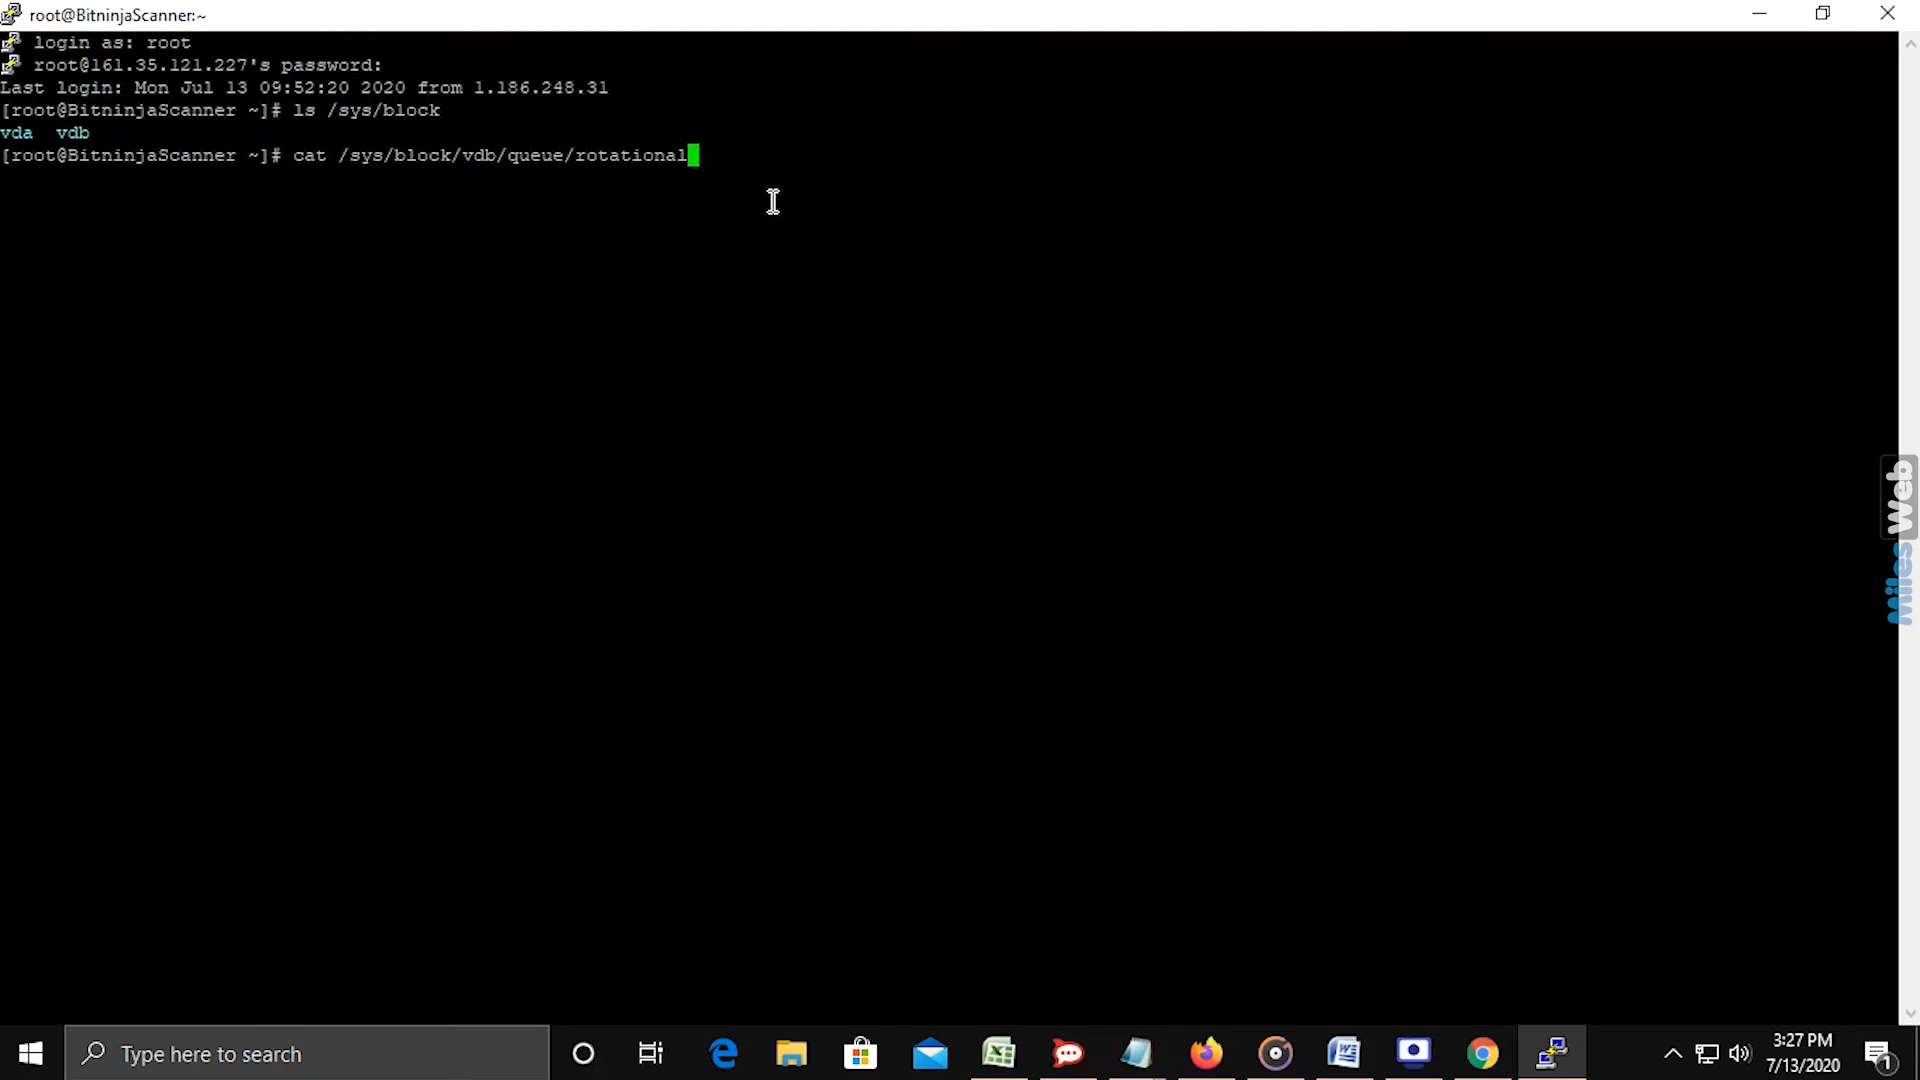 root@BitninjaScanner:~
login as: root
root@161.35.121.227's password:
Last login: Mon Jul 13 09:52:20 2020 from 1.186.248.31
[root@BitninjaScanner ~]# ls /sys/block
vda  vdb
[root@BitninjaScanner ~]# cat /sys/block/vdb/queue/rotational
MilesWeb
Type here to search
3:27 PM
7/13/2020
1